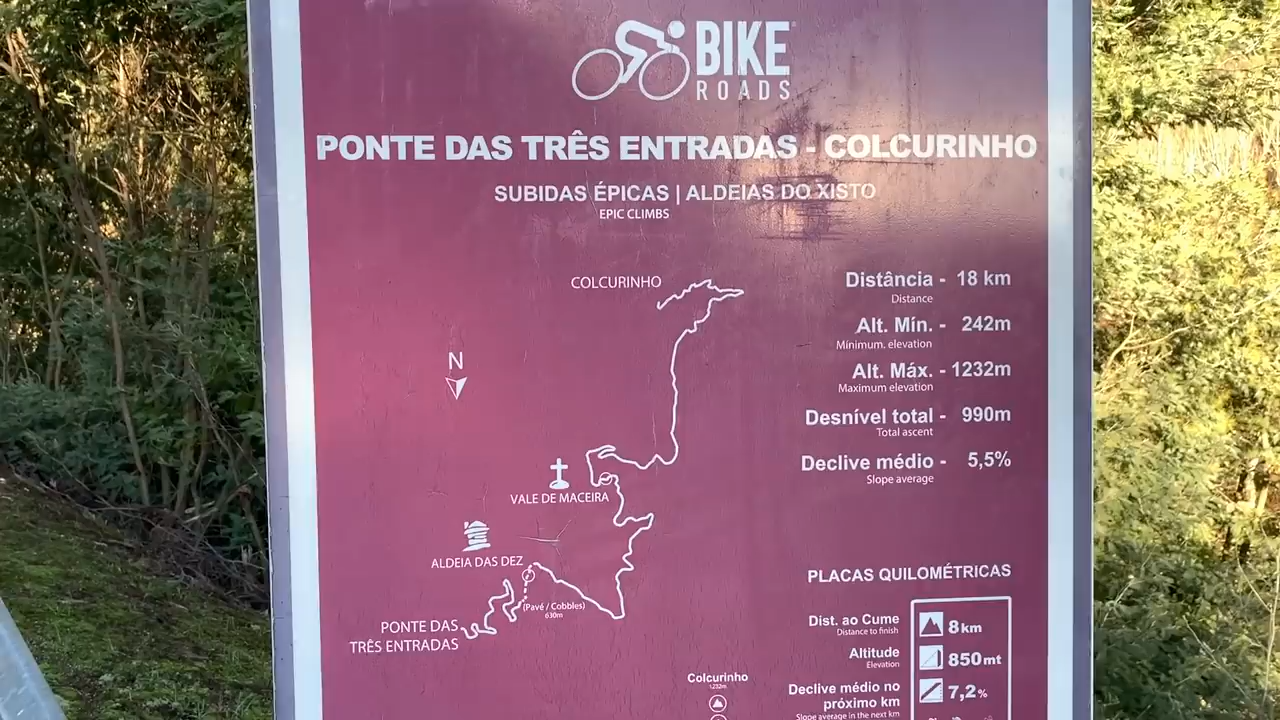 BIKE
ROADS
PONTE DAS TRÊS ENTRADAS - COLCURINHO
SUBIDAS ÉPICAS | ALDEIAS DO XISTO
EPIC CLIMBS
COLCURINHO
Distância - 18 km
Distance
Alt. Mín. - 242m
Mínimum. elevation
N
Alt. Máx. - 1232m
Maximum elevation
Desnível total - 990m
Total ascent
Declive médio - 5,5%
Slope average
VALE DE MACEIRA
ALDEIA DAS DEZ
(Pavé / Cobbles)
630m
PONTE DAS
TRÊS ENTRADAS
PLACAS QUILOMÉTRICAS
Dist. ao Cume 8km
Distance to finish
Altitude 850mt
Elevation
Colcurinho
1232m
Declive médio no
próximo km 7,2%
Slope average in the next km